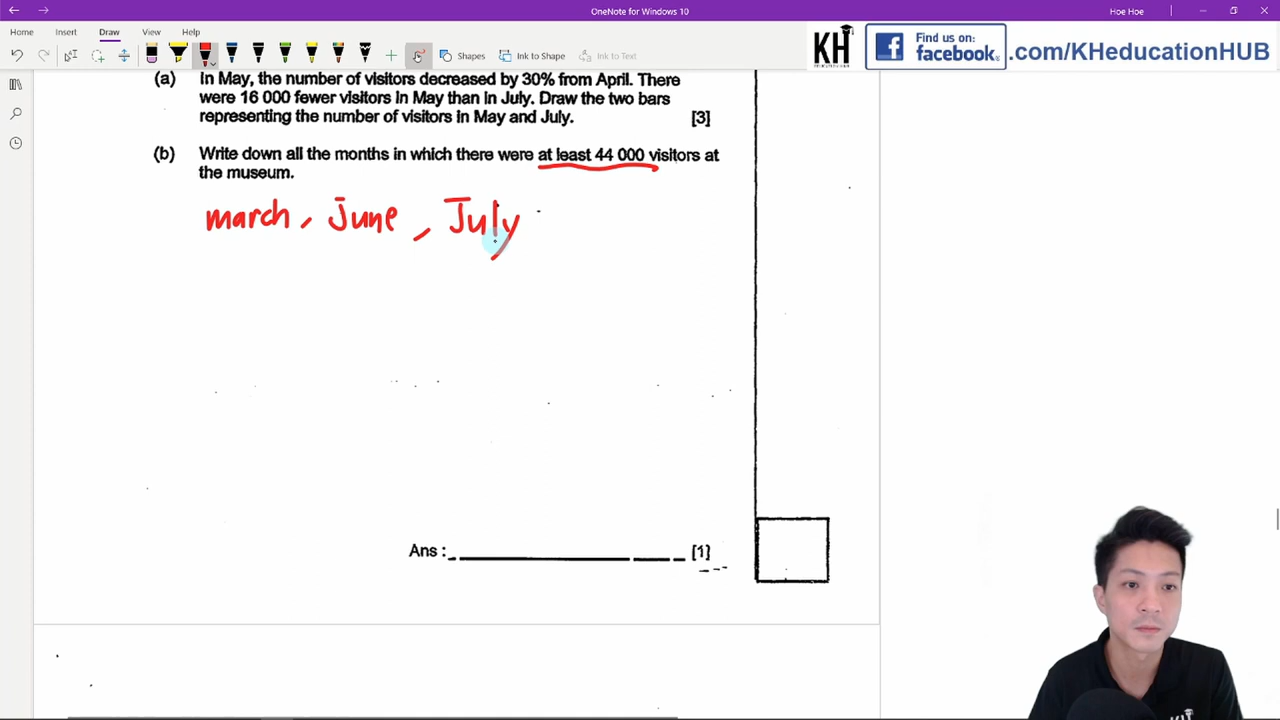 OneNote for Windows 10
Hoe Hoe
Home Insert Draw View Help
Shapes Ink to Shape Ink to Text
KH
Find us on:
facebook. .com/KHeducationHUB
(a) In May, the number of visitors decreased by 30% from April. There
were 16 000 fewer visitors in May than in July. Draw the two bars
representing the number of visitors in May and July. [3]
(b) Write down all the months in which there were at least 44 000 visitors at
the museum.
march, june, July
Ans : [1]
KH